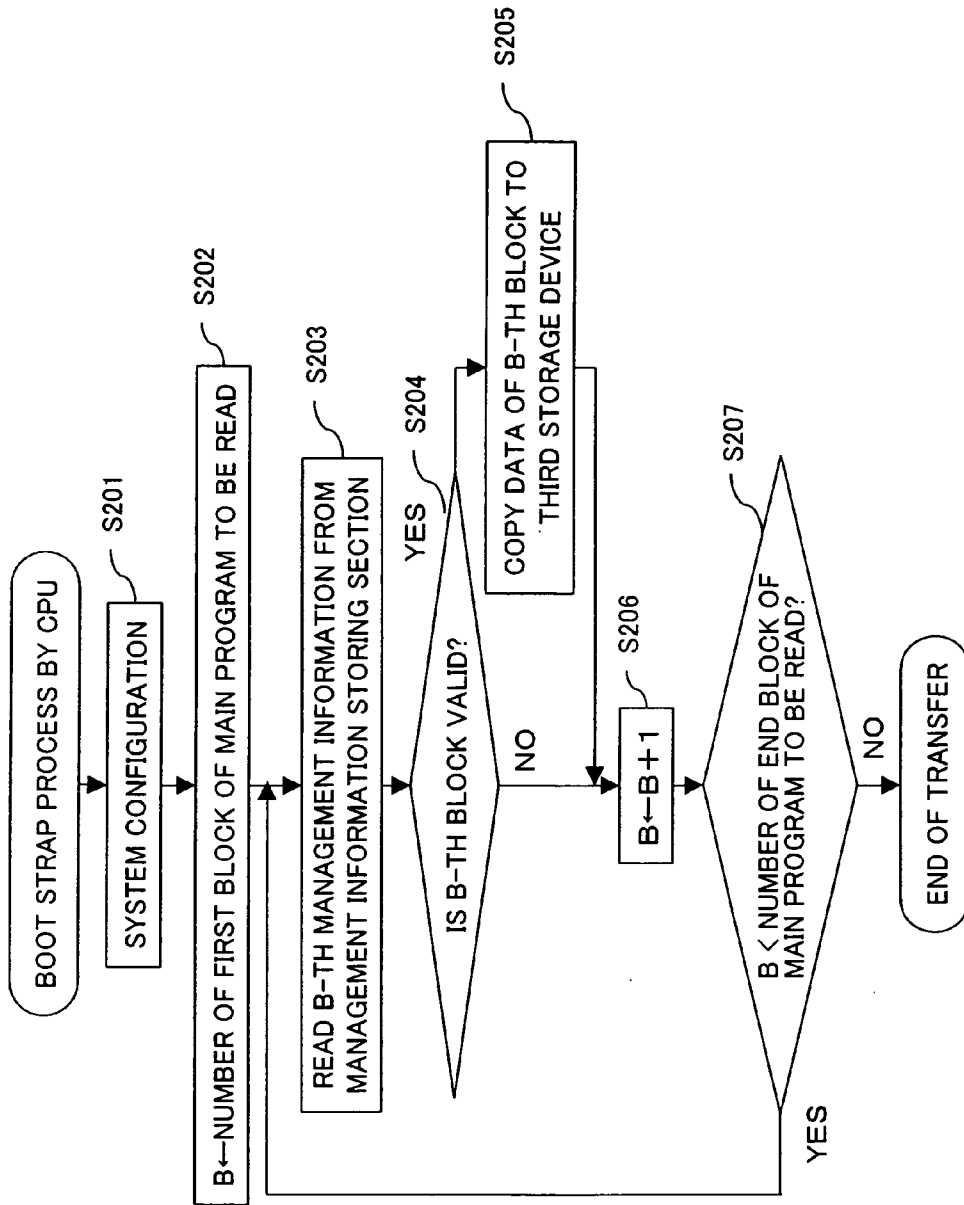 BOOT STRAP PROCESS BY CPU
S201
SYSTEM CONFIGURATION
S202
B←NUMBER OF FIRST BLOCK OF MAIN PROGRAM TO BE READ
S203
READ B-TH MANAGEMENT INFORMATION FROM
MANAGEMENT INFORMATION STORING SECTION
S204
YES
IS B-TH BLOCK VALID?
NO
S205
COPY DATA OF B-TH BLOCK TO
THIRD STORAGE DEVICE
S206
B←B+1
S207
B < NUMBER OF END BLOCK OF
MAIN PROGRAM TO BE READ?
YES
NO
END OF TRANSFER